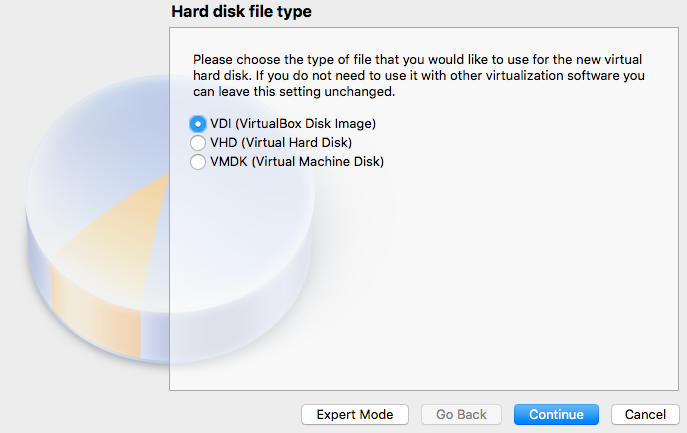 Hard disk file type
Please choose the type of file that you would like to use for the new virtual
hard disk. If you do not need to use it with other virtualization software you
can leave this setting unchanged.
VDI (VirtualBox Disk Image)
VHD (Virtual Hard Disk)
VMDK (Virtual Machine Disk)
Expert Mode
Go Back
Continue
Cancel